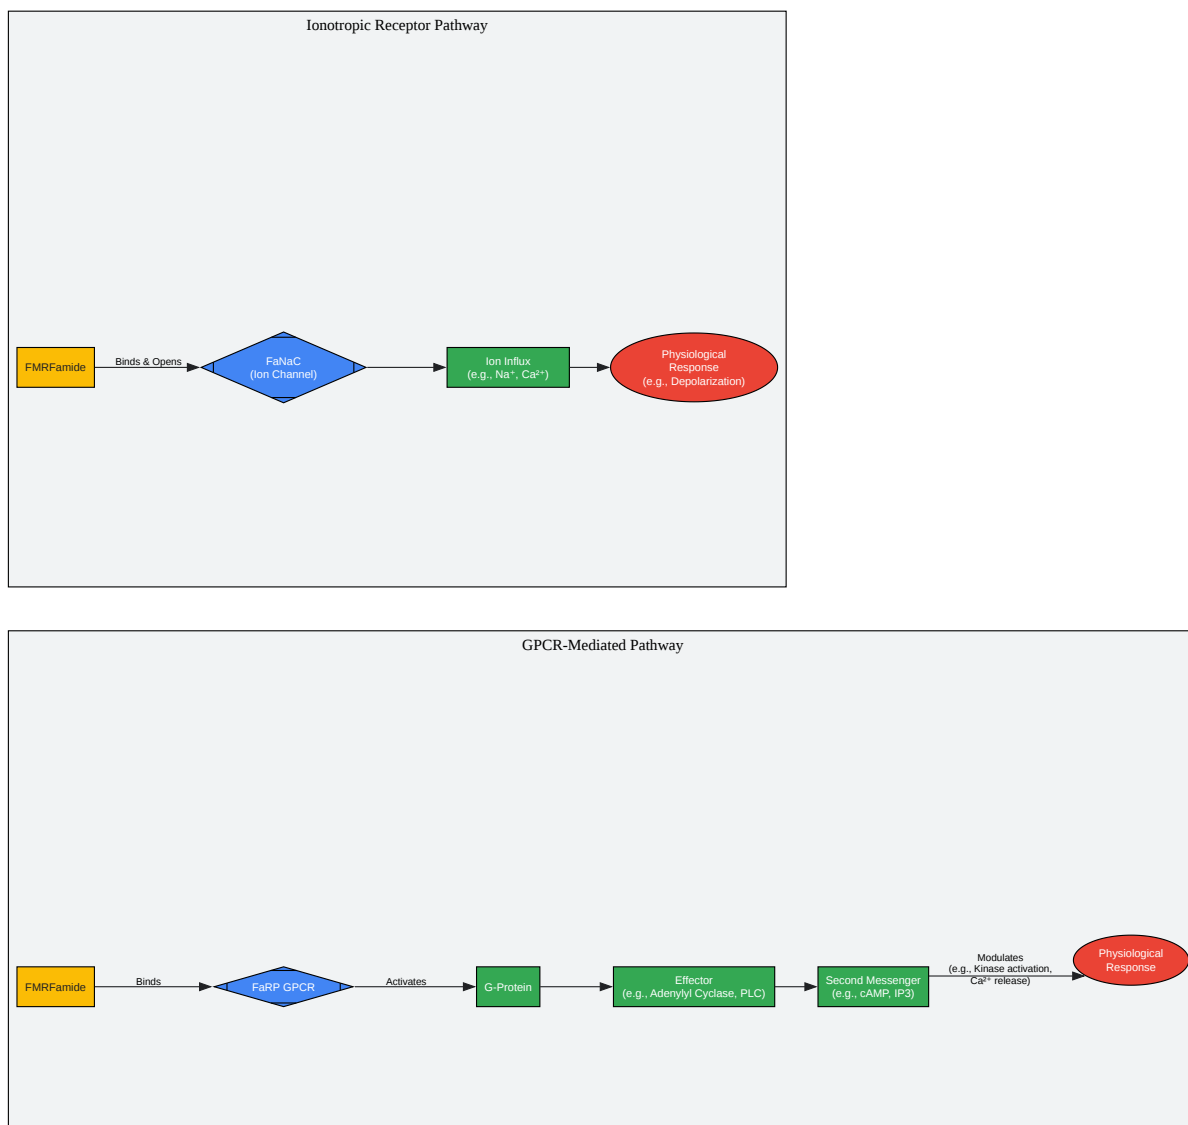 Ionotropic Receptor Pathway
FMRFamide
Binds & Opens
FaNaC
(Ion Channel)
Ion Influx
(e.g., Na⁺, Ca²⁺)
Physiological
Response
(e.g., Depolarization)
GPCR-Mediated Pathway
FMRFamide
Binds
FaRP GPCR
Activates
G-Protein
Effector
(e.g., Adenylyl Cyclase, PLC)
Second Messenger
(e.g., cAMP, IP3)
Modulates
(e.g., Kinase activation,
Ca²⁺ release)
Physiological
Response